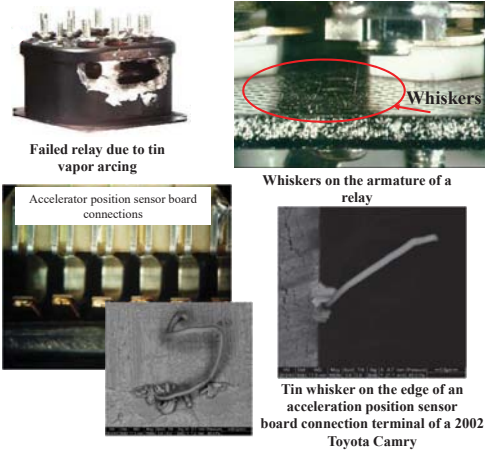 Failed relay due to tin
vapor arcing
Whiskers
Whiskers on the armature of a
relay
Accelerator position sensor board
connections
Tin whisker on the edge of an
acceleration position sensor
board connection terminal of a 2002
Toyota Camry